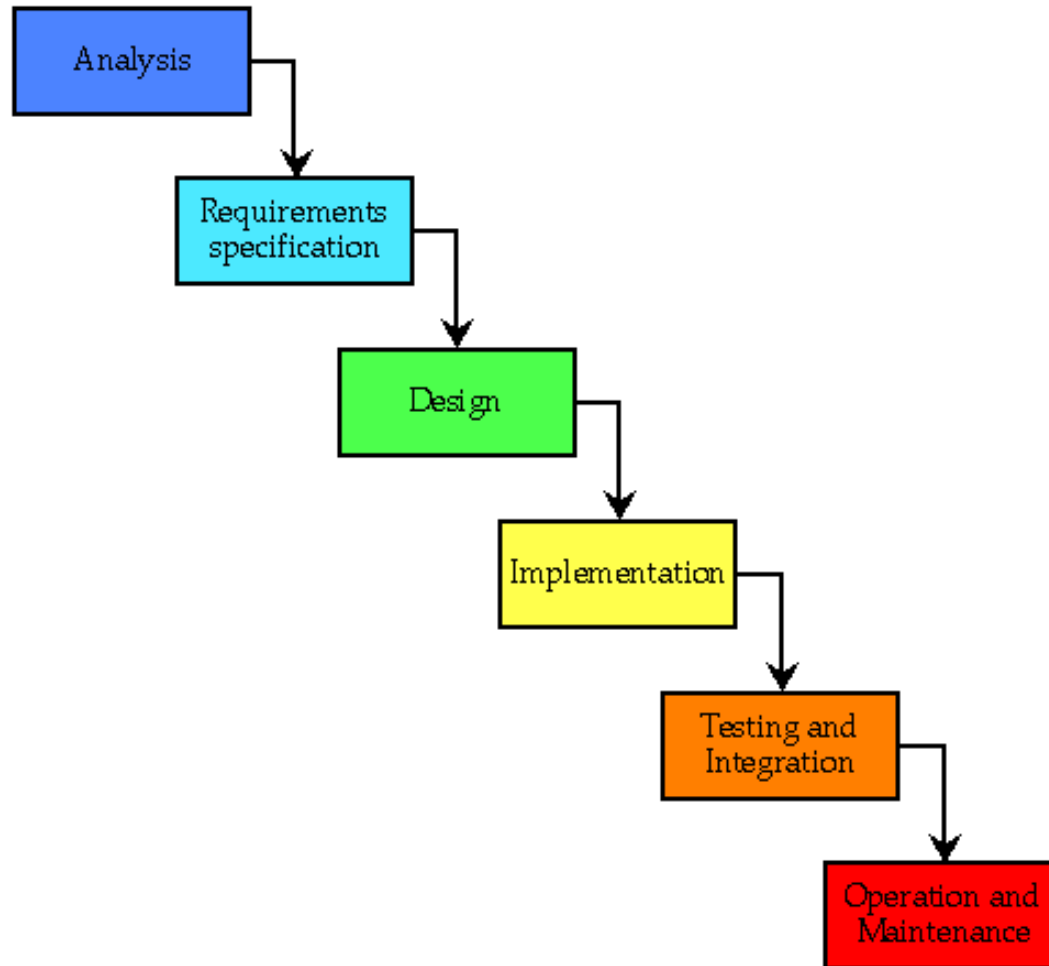 Analysis
Requirements
specification
Design
Implementation
Testing and
Integration
Operation and
Maintenance